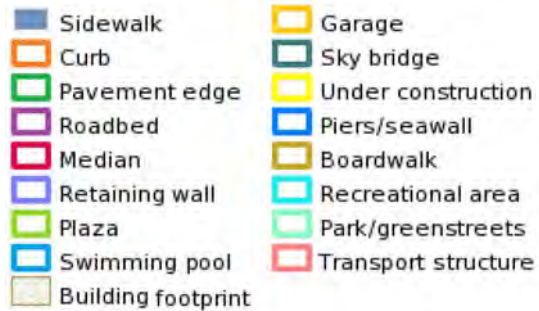 Sidewalk
Curb
Pavement edge
Roadbed
Median
Retaining wall
Plaza
Swimming pool
Building footprint
Garage
Sky bridge
Under construction
Piers/seawall
Boardwalk
Recreational area
Park/greenstreets
Transport structure